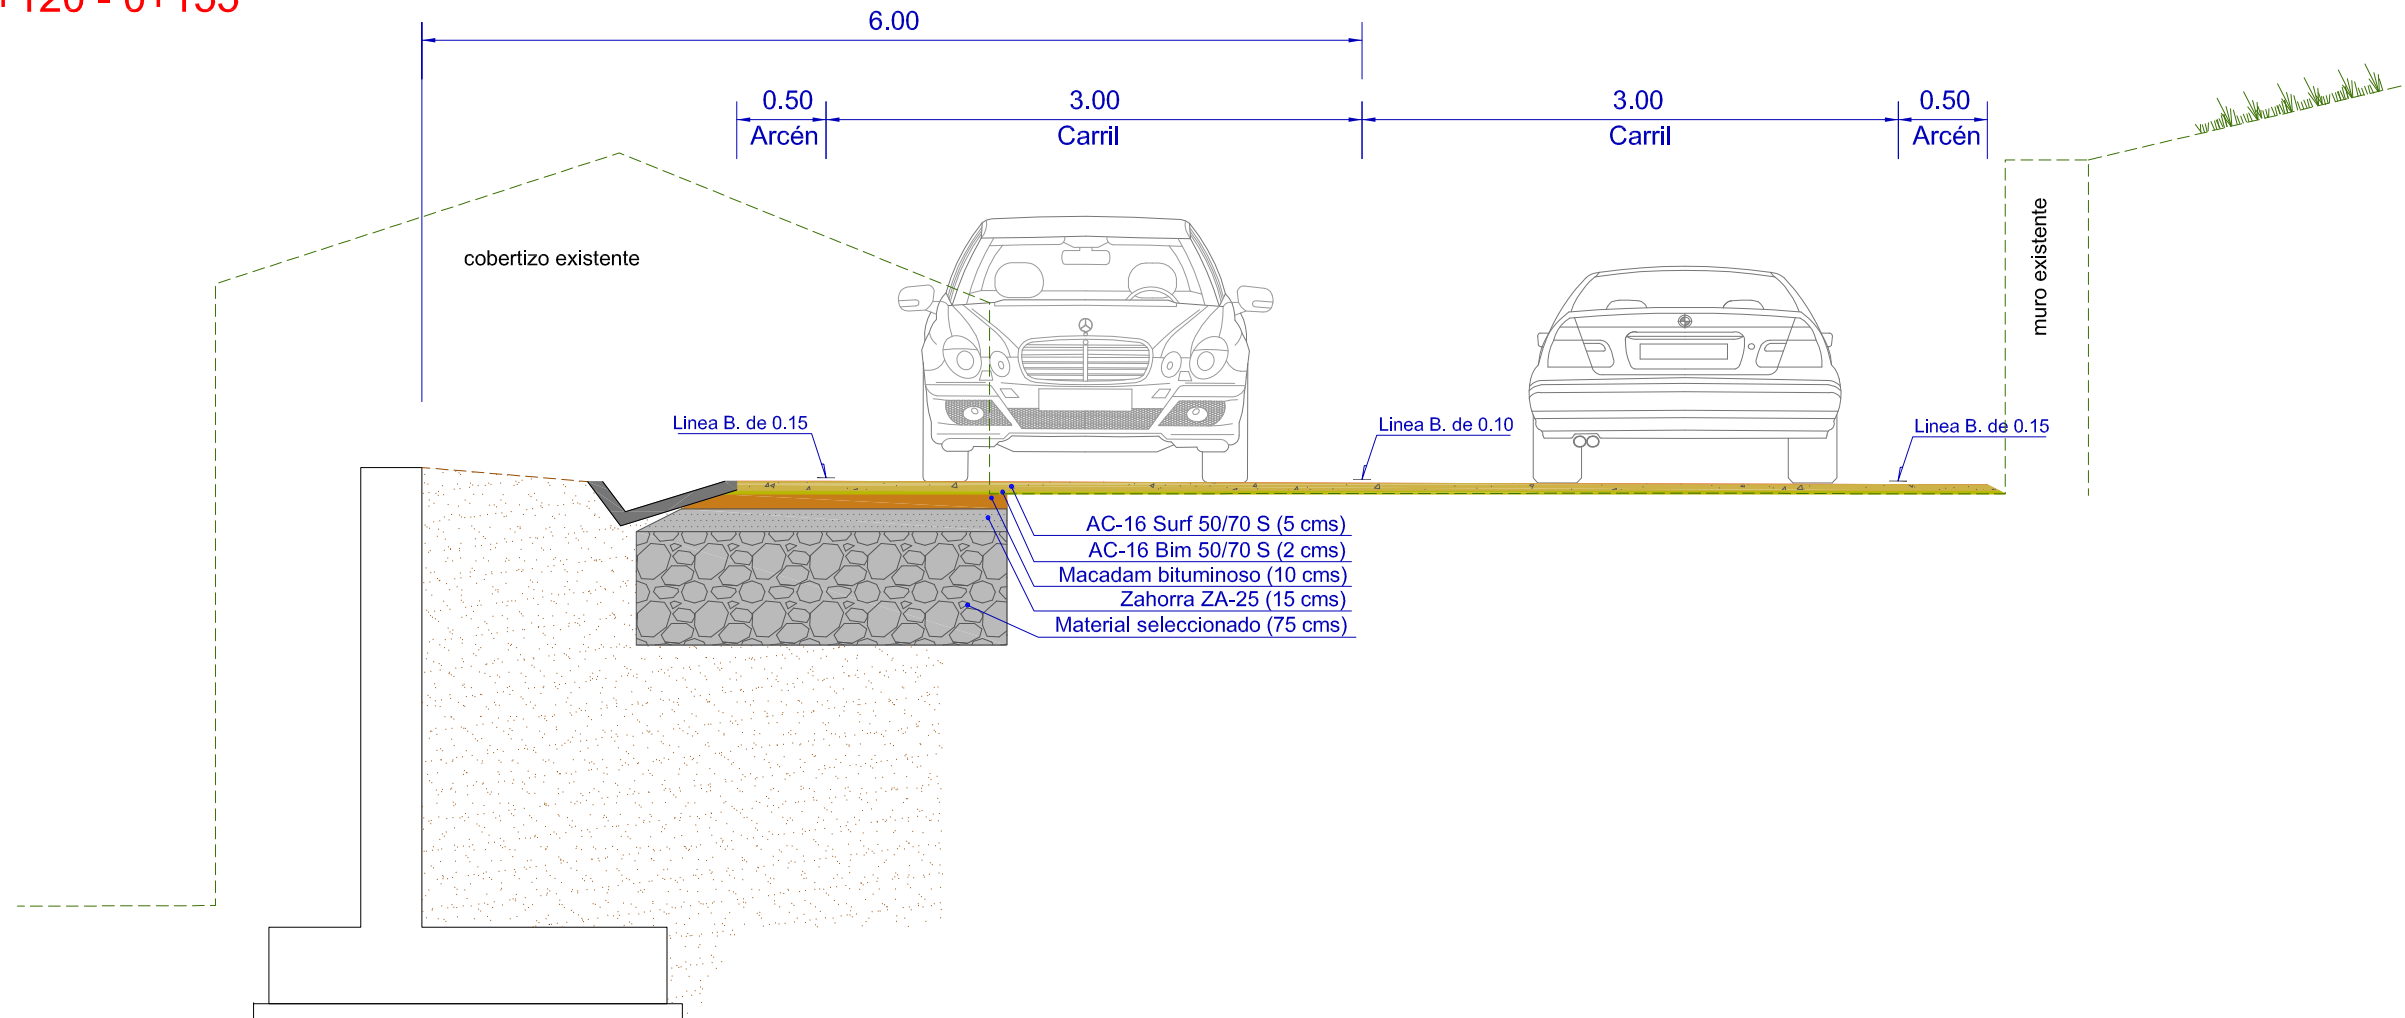 +120 - 0+155
6.00
0.50 3.00 3.00 0.50
Arcén Carril Carril Arcén
cobertizo existente
muro existente
Linea B. de 0.15
Linea B. de 0.10
Linea B. de 0.15
AC-16 Surf 50/70 S (5 cms)
AC-16 Bim 50/70 S (2 cms)
Macadam bituminoso (10 cms)
Zahorra ZA-25 (15 cms)
Material seleccionado (75 cms)